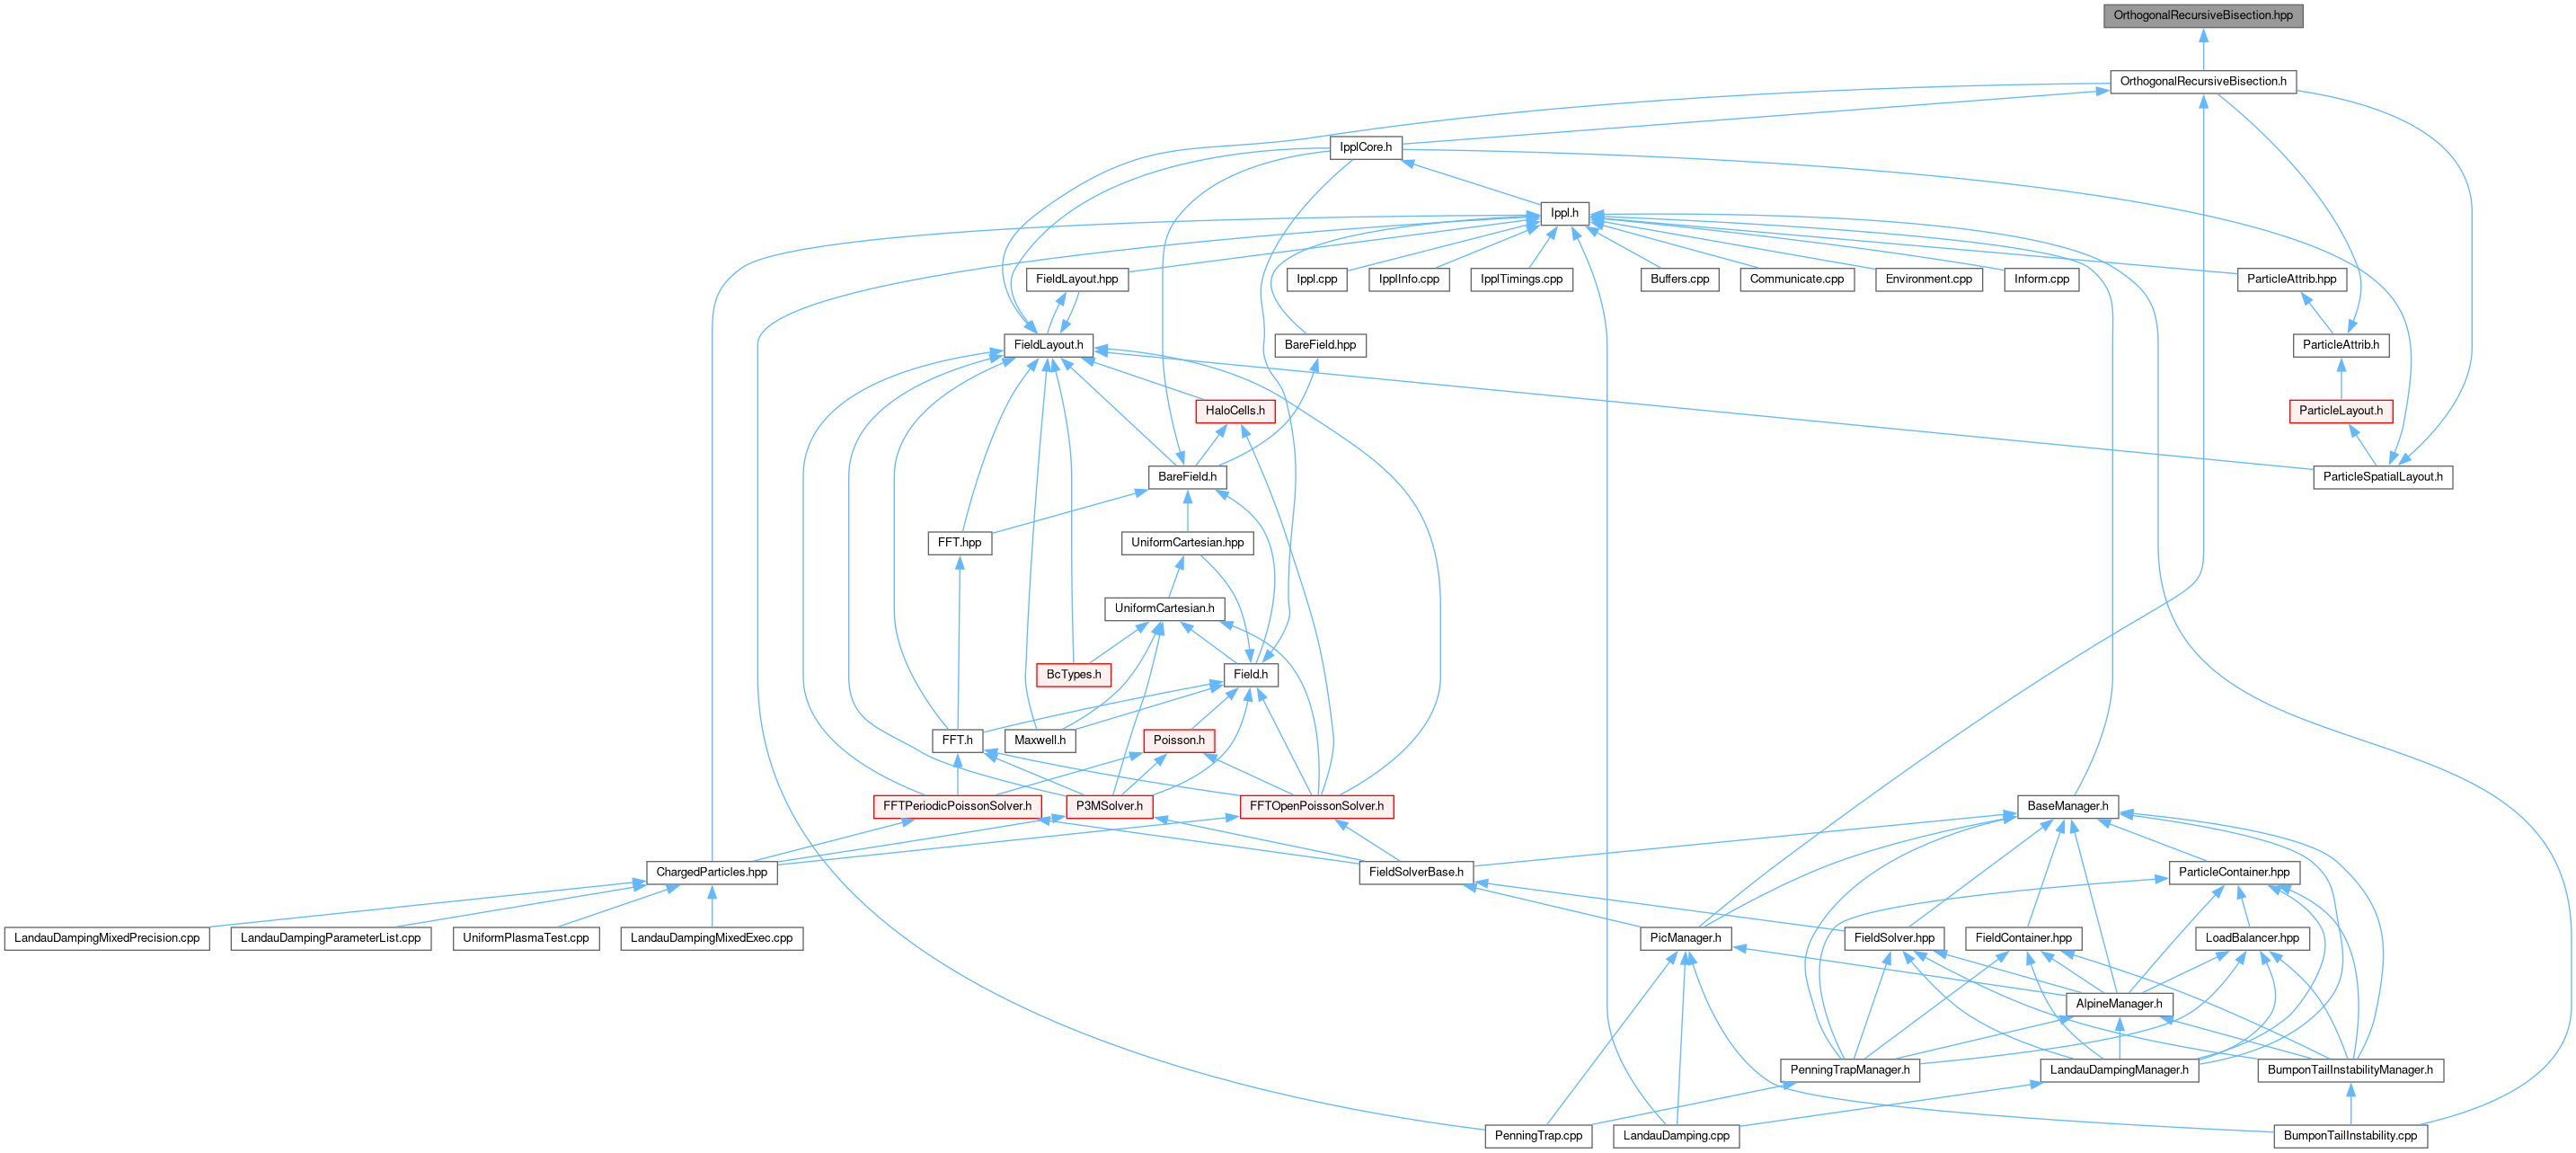 OrthogonalRecursiveBisection.hpp
OrthogonalRecursiveBisection.h
IpplCore.h
Ippl.h
FieldLayout.hpp
Ippl.cpp
IpplInfo.cpp
IpplTimings.cpp
Buffers.cpp
Communicate.cpp
Environment.cpp
Inform.cpp
ParticleAttrib.hpp
FieldLayout.h
BareField.hpp
ParticleAttrib.h
HaloCells.h
ParticleLayout.h
BareField.h
ParticleSpatialLayout.h
FFT.hpp
UniformCartesian.hpp
UniformCartesian.h
BcTypes.h
Field.h
FFT.h
Maxwell.h
Poisson.h
FFTPeriodicPoissonSolver.h
P3MSolver.h
FFTOpenPoissonSolver.h
BaseManager.h
ChargedParticles.hpp
FieldSolverBase.h
ParticleContainer.hpp
LandauDampingMixedPrecision.cpp
LandauDampingParameterList.cpp
UniformPlasmaTest.cpp
LandauDampingMixedExec.cpp
PicManager.h
FieldSolver.hpp
FieldContainer.hpp
LoadBalancer.hpp
AlpineManager.h
PenningTrapManager.h
LandauDampingManager.h
BumponTailInstabilityManager.h
PenningTrap.cpp
LandauDamping.cpp
BumponTailInstability.cpp